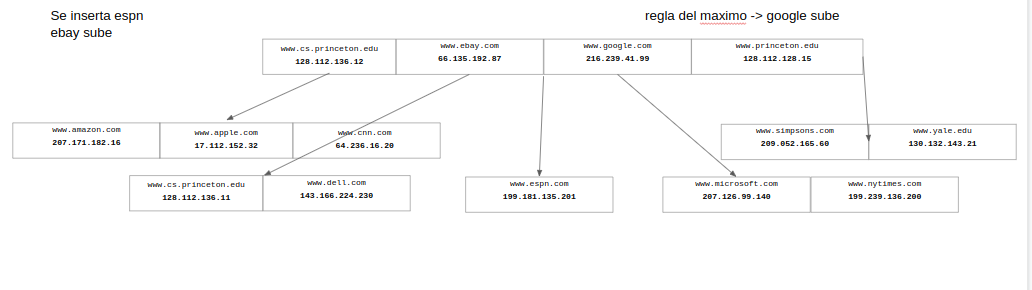 Se inserta espn
ebay sube
regla del maximo -> google sube
www.cs.princeton.edu
128.112.136.12
www.ebay.com
66.135.192.87
www.google.com
216.239.41.99
www.princeton.edu
128.112.128.15
www.amazon.com
207.171.182.16
www.apple.com
17.112.152.32
www.cnn.com
64.236.16.20
www.simpsons.com
209.052.165.60
www.yale.edu
130.132.143.21
www.cs.princeton.edu
128.112.136.11
www.dell.com
143.166.224.230
www.espn.com
199.181.135.201
www.microsoft.com
207.126.99.140
www.nytimes.com
199.239.136.200